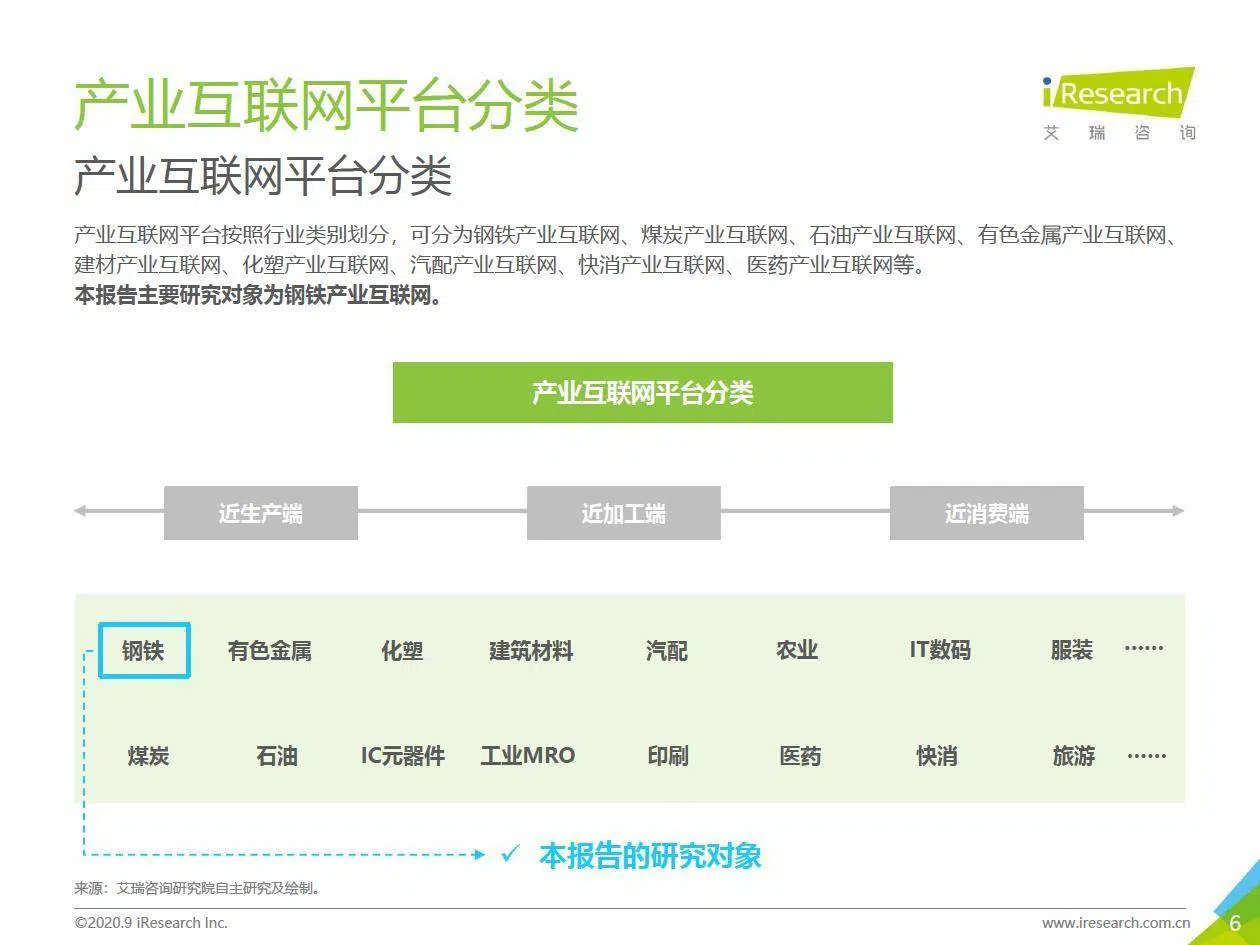 产业互联网平台分类
iResearch
艾瑞咨询
产业互联网平台分类
产业互联网平台按照行业类别划分，可分为钢铁产业互联网、煤炭产业互联网、石油产业互联网、有色金属产业互联网、
建材产业互联网、化塑产业互联网、汽配产业互联网、快消产业互联网、医药产业互联网等。
本报告主要研究对象为钢铁产业互联网。
产业互联网平台分类
近生产端 近加工端 近消费端
钢铁 有色金属 化塑 建筑材料 汽配 农业 IT数码 服装 ……
煤炭 石油 IC元器件 工业MRO 印刷 医药 快消 旅游 ……
✓ 本报告的研究对象
来源：艾瑞咨询研究院自主研究及绘制。
©2020.9 iResearch Inc. www.iresearch.com.cn 6